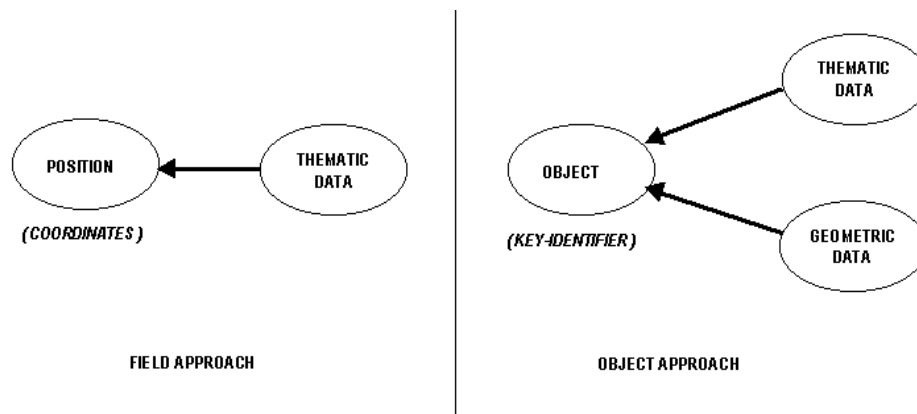 POSITION
THEMATIC
DATA
(COORDINATES)
FIELD APPROACH
THEMATIC
DATA
OBJECT
(KEY-IDENTIFIER)
GEOMETRIC
DATA
OBJECT APPROACH